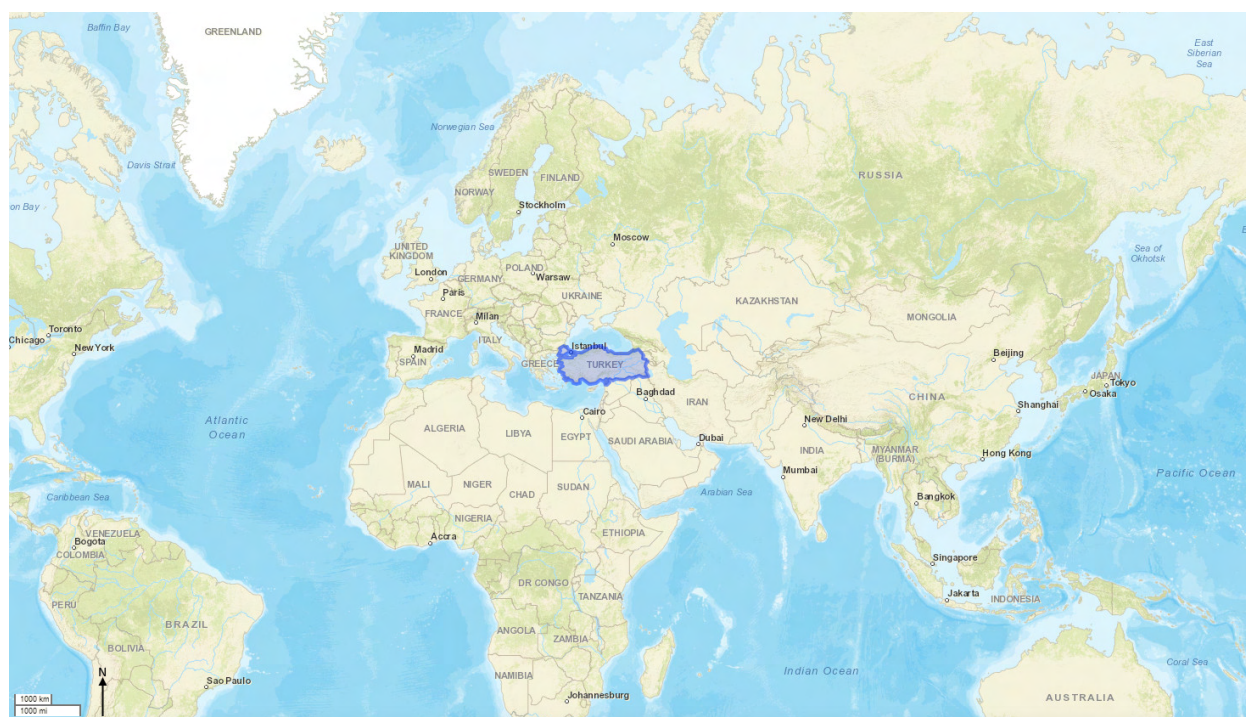 Baffin Bay
GREENLAND
East
Siberian
Sea
Norwegian Sea
Davis Strait
SWEDEN
FINLAND
NORWAY
RUSSIA
on Bay
Stockholm
Moscow
UNITED
KINGDOM
Sea of
Okhotsk
London
POLAND
Warsaw
GERMANY
Paris
UKRAINE
KAZAKHSTAN
FRANCE
Milan
MONGOLIA
Toronto
Chicago
New York
ITALY
Istanbul
Madrid
SPAIN
GREECE
TURKEY
Beijing
JAPAN
Tokyo
Osaka
Baghdad
IRAN
CHINA
Shanghai
Cairo
Atlantic
Ocean
ALGERIA
LIBYA
EGYPT
SAUDI ARABIA
Dubai
New Delhi
INDIA
MYANMAR
(BURMA)
Hong Kong
Pacific Ocean
MALI
NIGER
CHAD
SUDAN
Mumbai
Arabian Sea
Caribbean Sea
Bangkok
NIGERIA
VENEZUELA
Bogota
COLOMBIA
Accra
ETHIOPIA
Singapore
DR CONGO
TANZANIA
Jakarta
INDONESIA
PERU
BRAZIL
ANGOLA
ZAMBIA
BOLIVIA
Indian Ocean
Coral Sea
N
NAMIBIA
Sao Paulo
Johannesburg
AUSTRALIA
1000 km
1000 mi